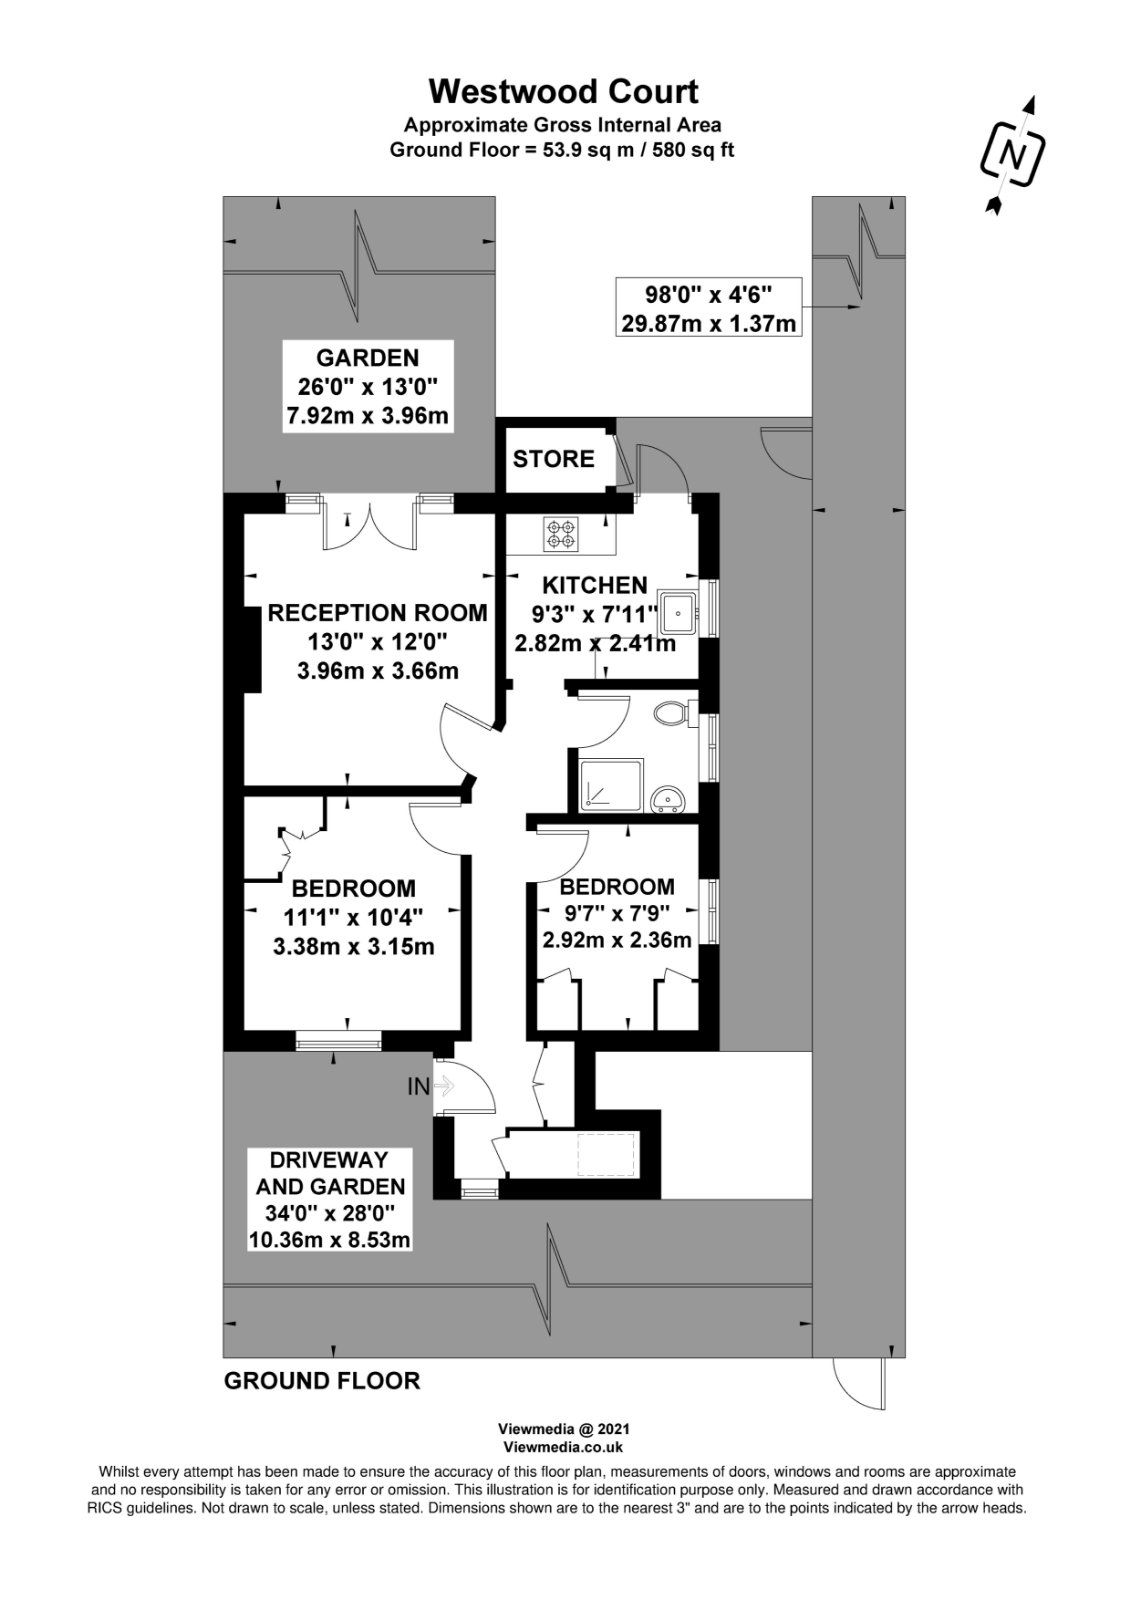 Westwood Court
Approximate Gross Internal Area
Ground Floor = 53.9 sq m / 580 sq ft
N
98'0" x 4'6"
29.87m x 1.37m
GARDEN
26'0" x 13'0"
7.92m x 3.96m
STORE
KITCHEN
9'3" x 7'11"
2.82m x 2.41m
RECEPTION ROOM
13'0" x 12'0"
3.96m x 3.66m
BEDROOM
11'1" x 10'4"
3.38m x 3.15m
BEDROOM
9'7" x 7'9"
2.92m x 2.36m
IN
DRIVEWAY
AND GARDEN
34'0" x 28'0"
10.36m x 8.53m
GROUND FLOOR
Viewmedia @ 2021
Viewmedia.co.uk
Whilst every attempt has been made to ensure the accuracy of this floor plan, measurements of doors, windows and rooms are approximate
and no responsibility is taken for any error or omission. This illustration is for identification purpose only. Measured and drawn accordance with
RICS guidelines. Not drawn to scale, unless stated. Dimensions shown are to the nearest 3" and are to the points indicated by the arrow heads.